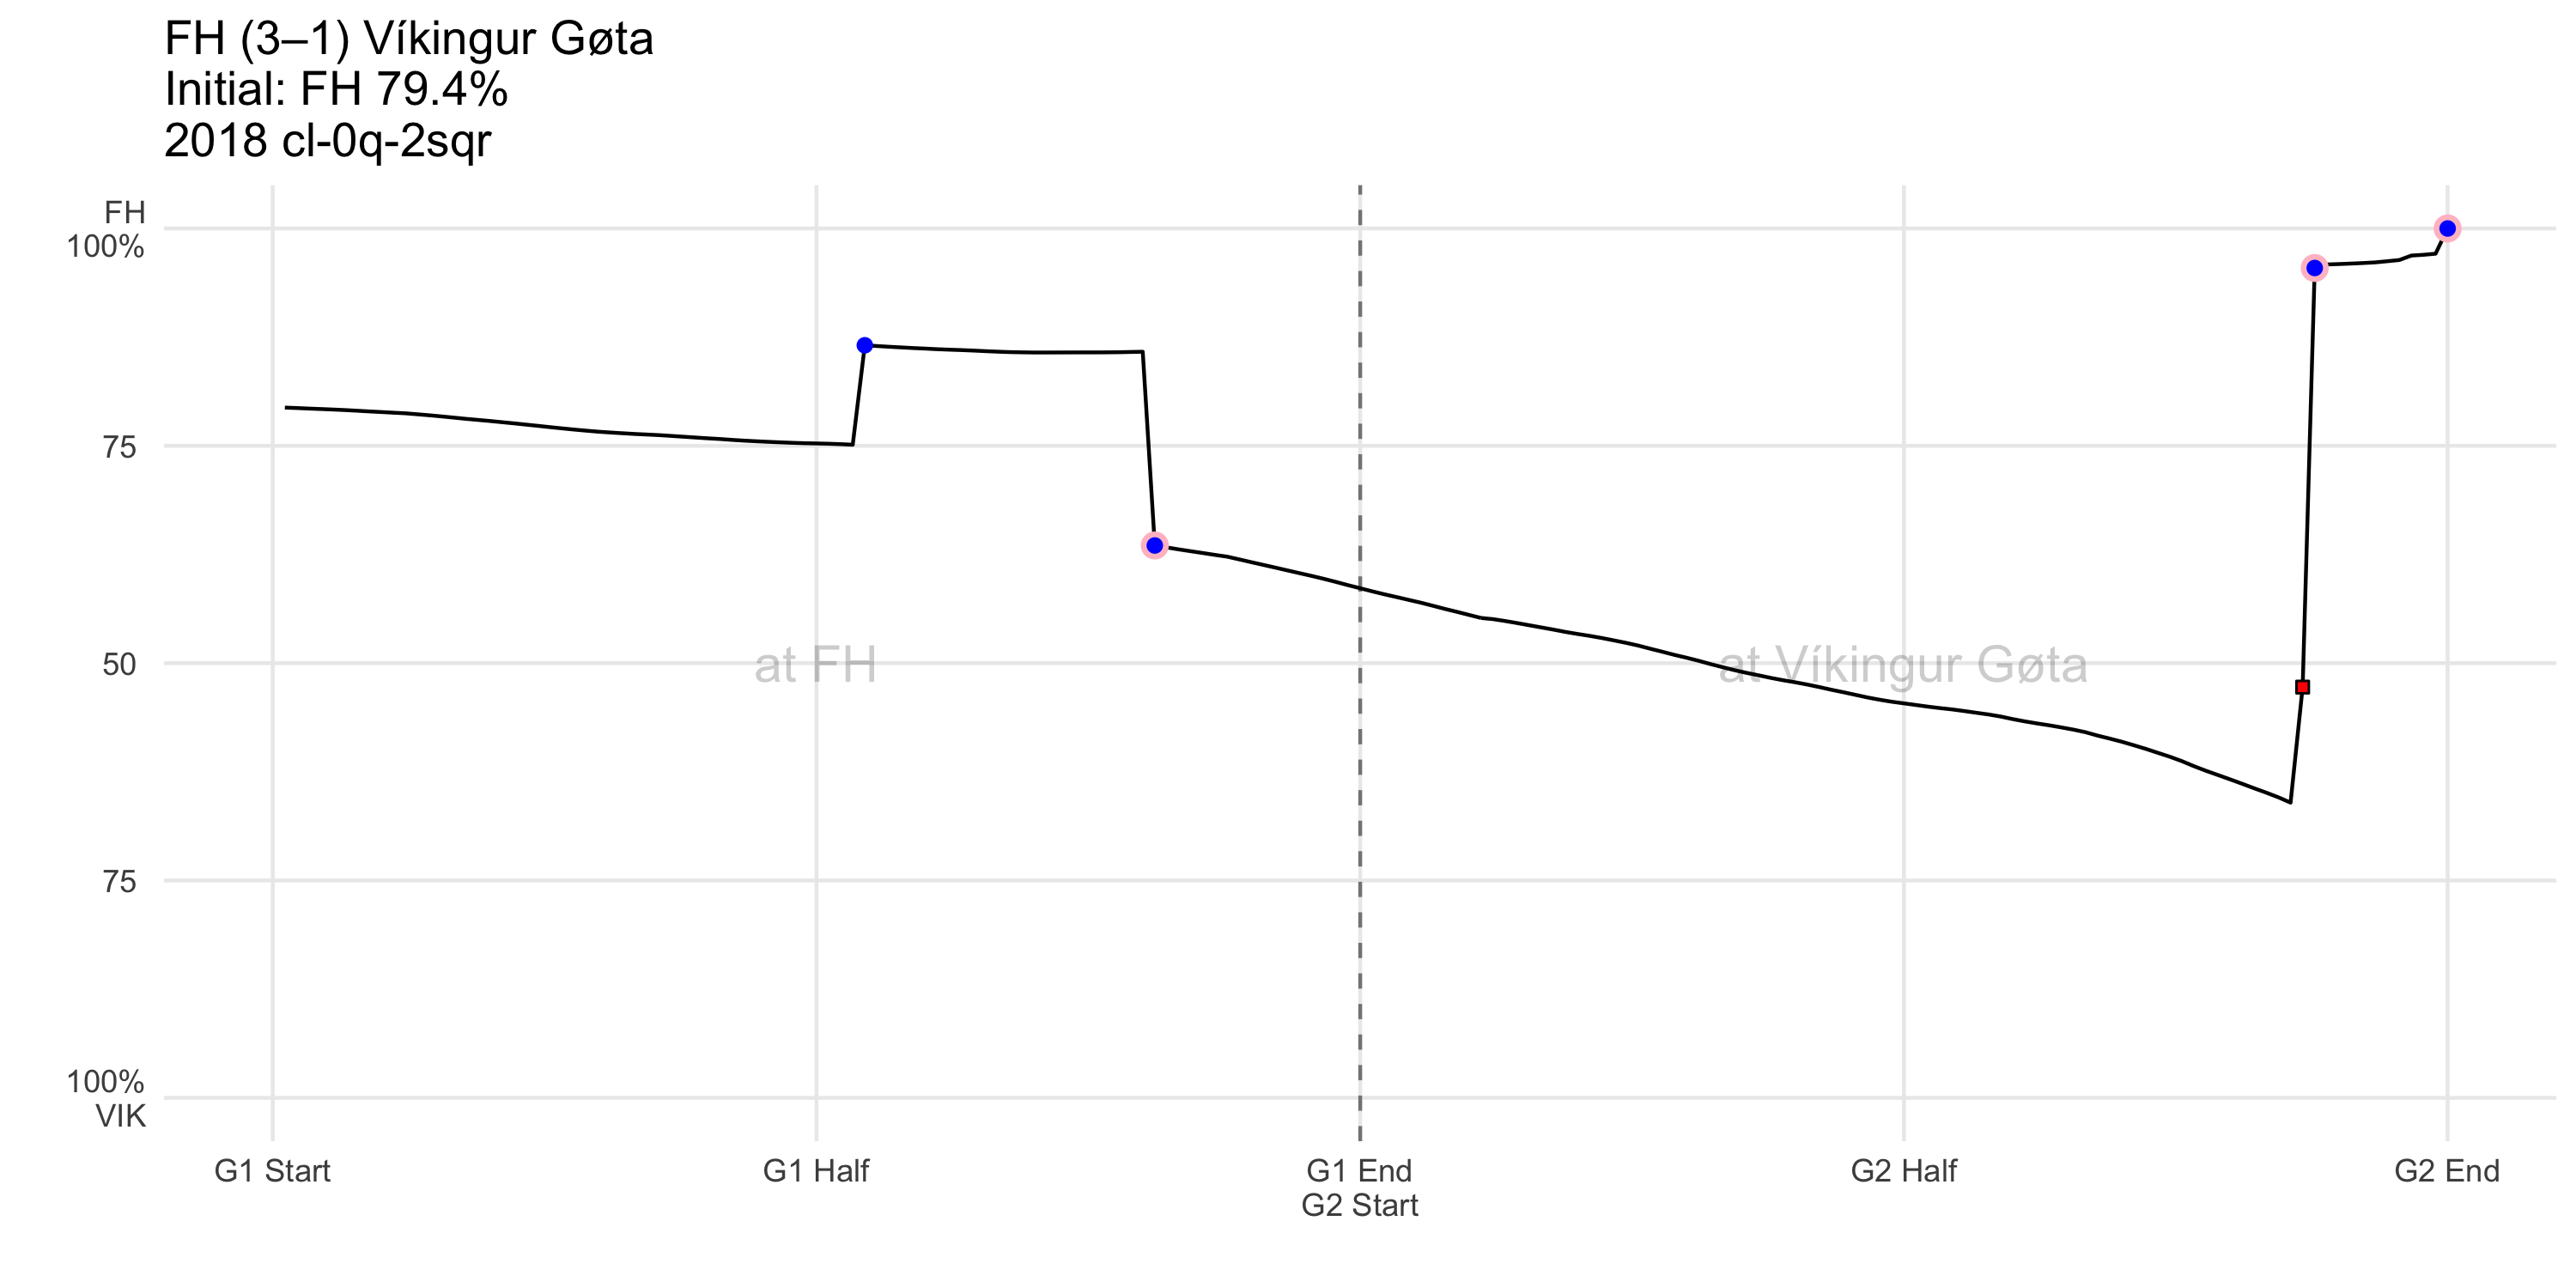 FH (3–1) Víkingur Gøta
Initial: FH 79.4%
2018 cl-0q-2sqr
FH
100%
75
50
75
100%
VIK
at FH
at Víkingur Gøta
G1 Start
G1 Half
G1 End
G2 Start
G2 Half
G2 End